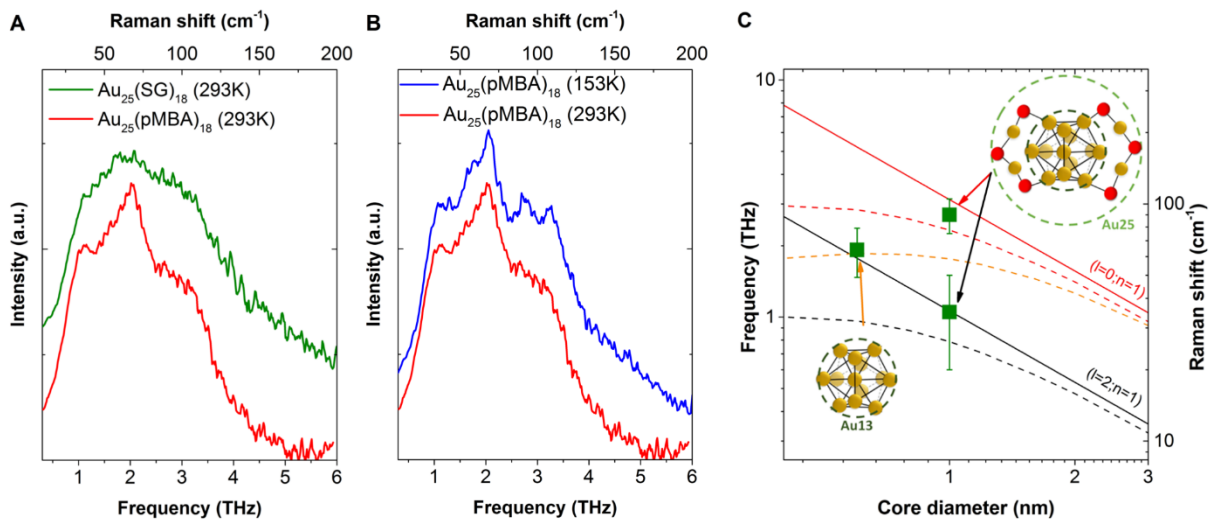 A
Raman shift (cm⁻¹)
0 50 100 150 200
Au₂₅(SG)₁₈ (293K)
Au₂₅(pMBA)₁₈ (293K)
Intensity (a.u.)
1 2 3 4 5 6
Frequency (THz)
B
Raman shift (cm⁻¹)
0 50 100 150 200
Au₂₅(pMBA)₁₈ (153K)
Au₂₅(pMBA)₁₈ (293K)
Intensity (a.u.)
1 2 3 4 5 6
Frequency (THz)
C
10
1
Frequency (THz)
100
10
Raman shift (cm⁻¹)
Au25
(l=0;n=1)
(l=2;n=1)
Au13
1 2 3
Core diameter (nm)